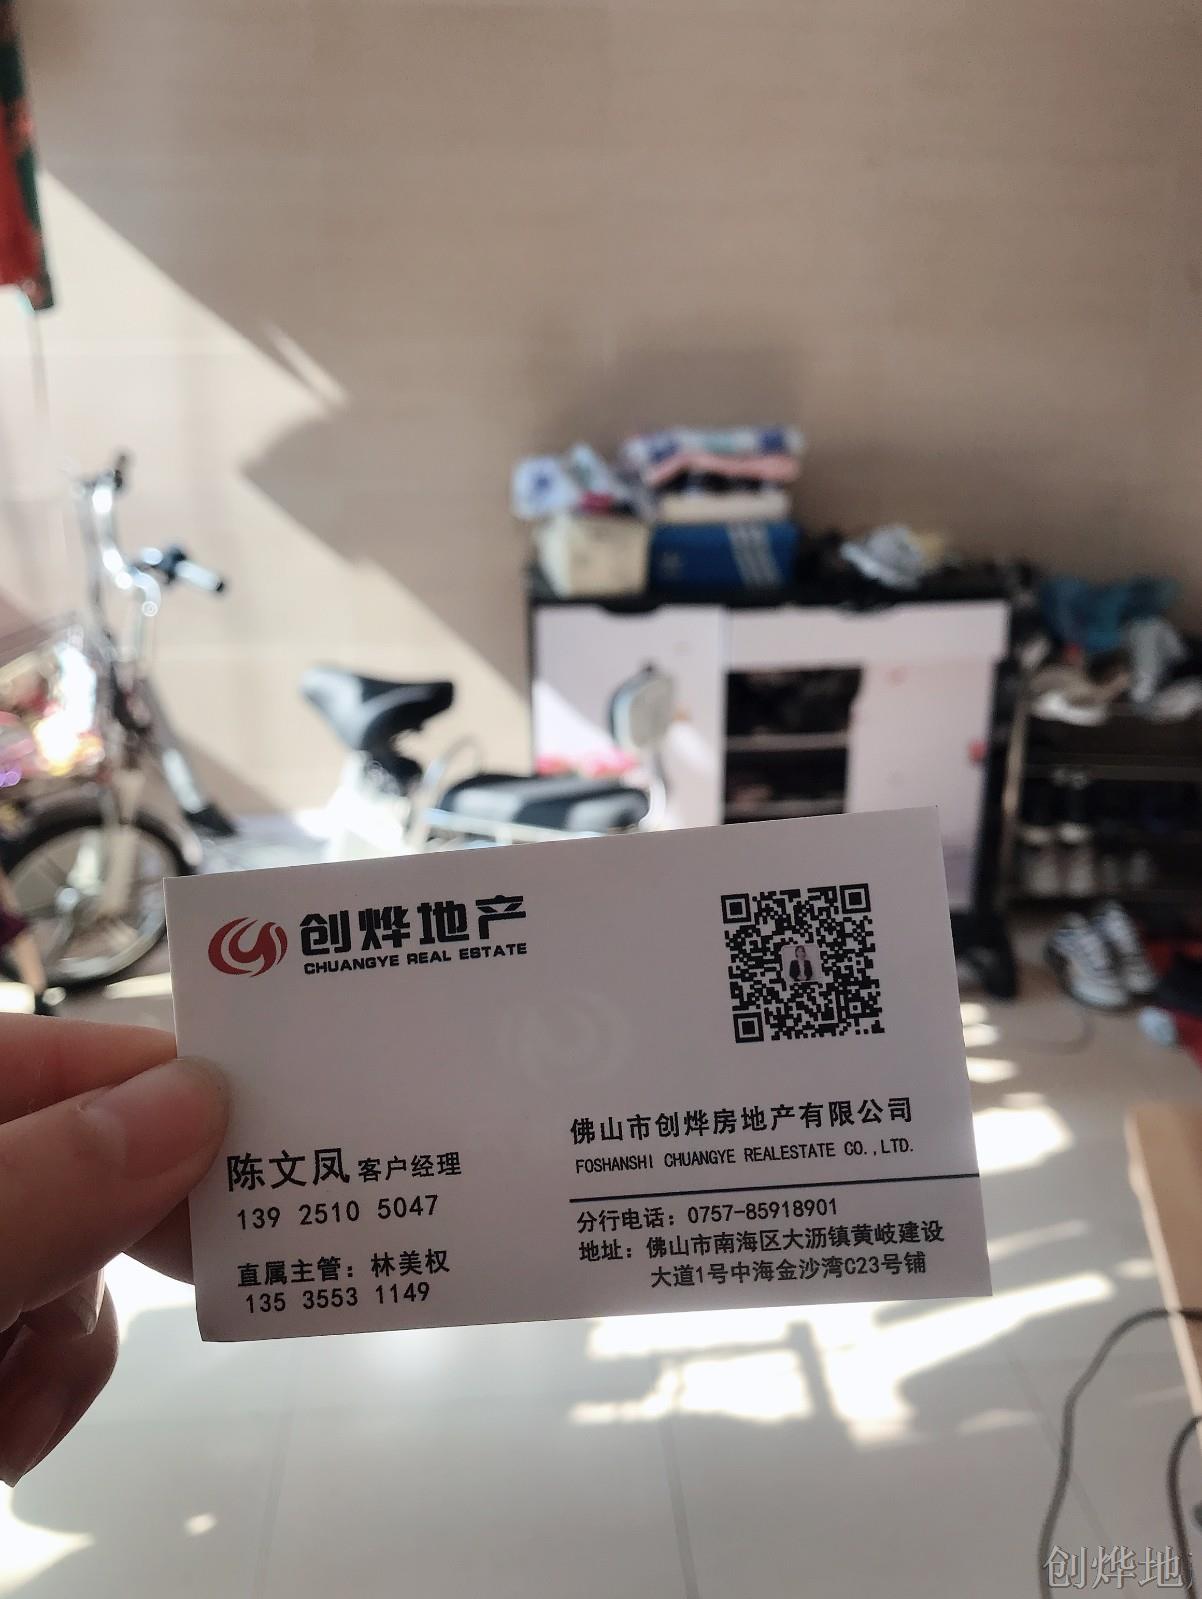 创烨地产
CHUANGYE REAL ESTATE
陈文凤 客户经理
139 2510 5047
直属主管：林美权
135 3553 1149
佛山市创烨房地产有限公司
FOSHANSHI CHUANGYE REALESTATE CO.,LTD.
分行电话：0757-85918901
地址：佛山市南海区大沥镇黄岐建设
大道1号中海金沙湾C23号铺
创烨地